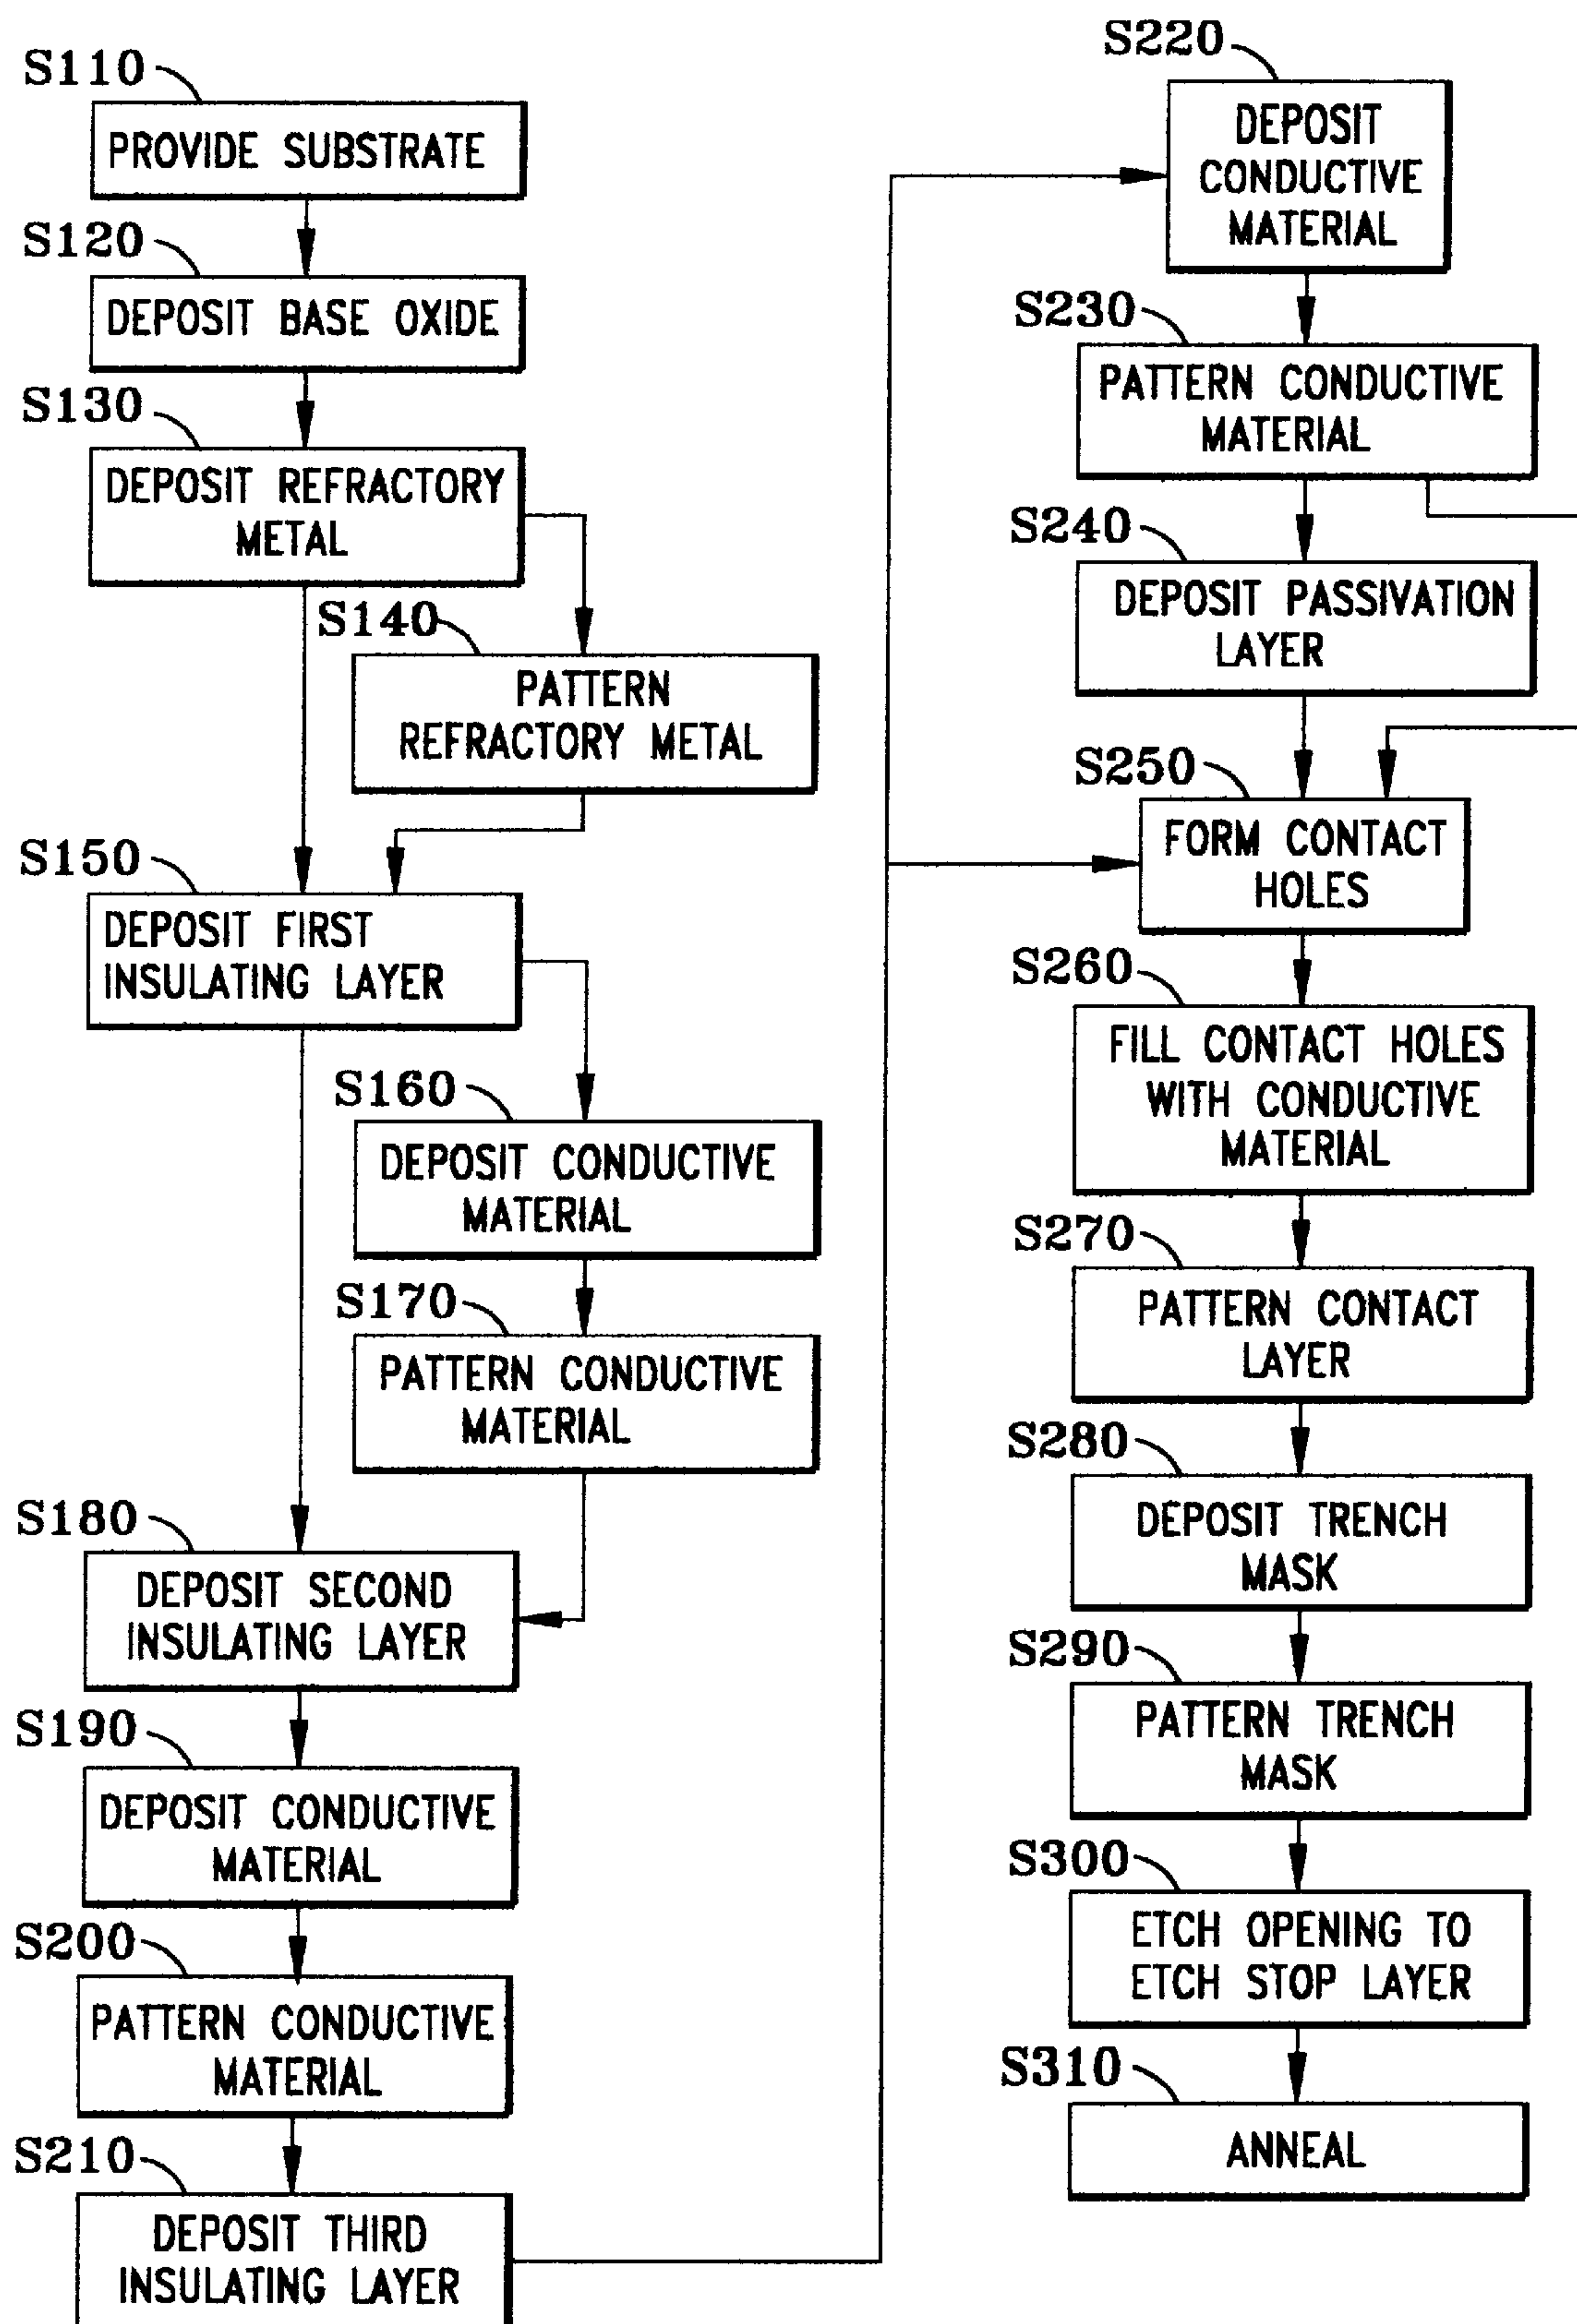 S110
PROVIDE SUBSTRATE
S120
DEPOSIT BASE OXIDE
S130
DEPOSIT REFRACTORY
METAL
S140
PATTERN
REFRACTORY METAL
S150
DEPOSIT FIRST
INSULATING LAYER
S160
DEPOSIT CONDUCTIVE
MATERIAL
S170
PATTERN CONDUCTIVE
MATERIAL
S180
DEPOSIT SECOND
INSULATING LAYER
S190
DEPOSIT CONDUCTIVE
MATERIAL
S200
PATTERN CONDUCTIVE
MATERIAL
S210
DEPOSIT THIRD
INSULATING LAYER
S220
DEPOSIT
CONDUCTIVE
MATERIAL
S230
PATTERN CONDUCTIVE
MATERIAL
S240
DEPOSIT PASSIVATION
LAYER
S250
FORM CONTACT
HOLES
S260
FILL CONTACT HOLES
WITH CONDUCTIVE
MATERIAL
S270
PATTERN CONTACT
LAYER
S280
DEPOSIT TRENCH
MASK
S290
PATTERN TRENCH
MASK
S300
ETCH OPENING TO
ETCH STOP LAYER
S310
ANNEAL